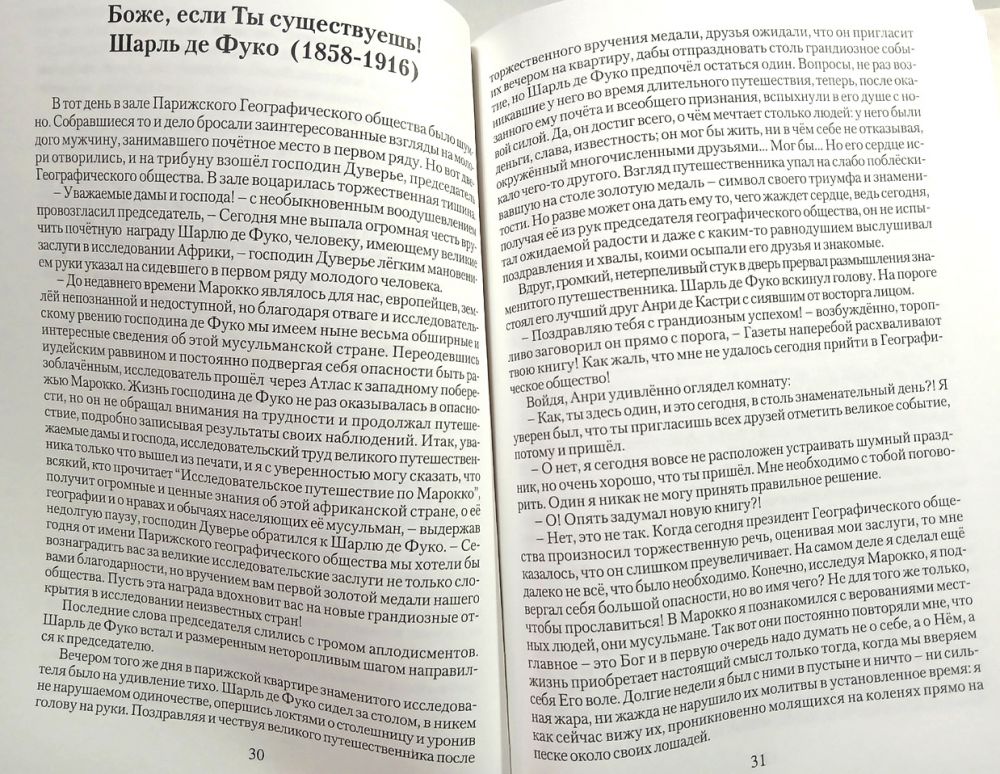 Боже, если Ты существуешь!
Шарль де Фуко (1858-1916)
В тот день в зале Парижского Географического общества было шум-
но. Собравшиеся то и дело бросали заинтересованные взгляды на моло-
дого мужчину, занимавшего почётное место в первом ряду. Но вот две-
ри отворились, и на трибуну взошёл господин Дуверье, председатель
Географического общества. В зале воцарилась торжественная тишина.
– Уважаемые дамы и господа! – с необыкновенным воодушевлением
провозгласил председатель, – Сегодня мне выпала огромная честь вру-
чить почётную награду Шарлю де Фуко, человеку, имеющему великие
заслуги в исследовании Африки, – господин Дуверье лёгким мановени-
ем руки указал на сидевшего в первом ряду молодого человека.
– До недавнего времени Марокко являлось для нас, европейцев, зем-
лёй непознанной и недоступной, но благодаря отваге и исследователь-
скому рвению господина де Фуко мы имеем ныне весьма обширные и
интересные сведения об этой мусульманской стране. Переодевшись
иудейским раввином и постоянно подвергая себя опасности быть ра-
зоблачённым, исследователь прошёл через Атлас к западному побере-
жью Марокко. Жизнь господина де Фуко не раз оказывалась в опасно-
сти, но он не обращал внимания на трудности и продолжал путеше-
ствие, подробно записывая результаты своих наблюдений. Итак, ува-
жаемые дамы и господа, исследовательский труд великого путешествен-
ника только что вышел из печати, и я с уверенностью могу сказать, что
всякий, кто прочитает “Исследовательское путешествие по Марокко”,
получит огромные и ценные знания об этой африканской стране, о её
географии и о нравах и обычаях населяющих её мусульман, – выдержав
недолгую паузу, господин Дуверье обратился к Шарлю де Фуко. – Се-
годня от имени Парижского географического общества мы хотели бы
вознаградить вас за великие исследовательские заслуги не только сло-
вами благодарности, но вручением вам первой золотой медали нашего
общества. Пусть эта награда вдохновит вас на новые грандиозные от-
крытия в исследовании неизвестных стран!
Последние слова председателя слились с громом аплодисментов.
Шарль де Фуко встал и размеренным неторопливым шагом направил-
ся к председателю.
Вечером того же дня в парижской квартире знаменитого исследова-
теля было на удивление тихо. Шарль де Фуко сидел за столом, в никем
не нарушаемом одиночестве, опершись локтями о столешницу и уронив
голову на руки. Поздравляя и чествуя великого путешественника после
30
торжественного вручения медали, друзья ожидали, что он пригласит
их вечером на квартиру, дабы отпраздновать столь грандиозное собы-
тие, но Шарль де Фуко предпочёл остаться один. Вопросы, не раз воз-
никавшие у него во время длительного путешествия, теперь, после ока-
занного ему почёта и всеобщего признания, вспыхнули в его душе с но-
вой силой. Да, он достиг всего, о чём мечтает столько людей: у него были
деньги, слава, известность; он мог бы жить, ни в чём себе не отказывая,
окружённый многочисленными друзьями... Мог бы... Но его сердце ис-
кало чего-то другого. Взгляд путешественника упал на слабо поблёски-
вавшую на столе золотую медаль – символ своего триумфа и знамени-
тости. Но разве может она дать ему то, чего жаждет сердце, ведь сегодня,
получая её из рук председателя географического общества, он не испы-
тал ожидаемой радости и даже с каким-то равнодушием выслушивал
поздравления и хвалы, коими осыпали его друзья и знакомые.
Вдруг, громкий, нетерпеливый стук в дверь прервал размышления зна-
менитого путешественника. Шарль де Фуко вскинул голову. На пороге
стоял его лучший друг Анри де Кастри с сиявшим от восторга лицом.
– Поздравляю тебя с грандиозным успехом! – возбуждённо, тороп-
ливо заговорил он прямо с порога, – Газеты наперебой расхваливают
твою книгу! Как жаль, что мне не удалось сегодня прийти в Географи-
ческое общество!
Войдя, Анри удивлённо оглядел комнату:
– Как, ты здесь один, и это сегодня, в столь знаменательный день?! Я
уверен был, что ты пригласишь всех друзей отметить великое событие,
потому и пришёл.
– О нет, я сегодня вовсе не расположен устраивать шумный празд-
ник, но очень хорошо, что ты пришёл. Мне необходимо с тобой погово-
рить. Один я никак не могу принять правильное решение.
– О! Опять задумал новую книгу?!
– Нет, это не так. Когда сегодня президент Географического обще-
ства произносил торжественную речь, оценивая мои заслуги, то мне
казалось, что он слишком преувеличивает. На самом деле я сделал ещё
далеко не всё, что было необходимо. Конечно, исследуя Марокко, я под-
вергал себя большой опасности, но во имя чего? Не для того же только,
чтобы прославиться! В Марокко я познакомился с верованиями мест-
ных людей, они мусульмане. Так вот они постоянно повторяли мне, что
главное – это Бог и в первую очередь надо думать не о себе, а о Нём, а
жизнь приобретает настоящий смысл только тогда, когда мы вверяем
себя Его воле. Долгие недели я был с ними в пустыне и ничто – ни силь-
ная жара, ни жажда не нарушило их молитвы в установленное время: я
как сейчас вижу их, проникновенно молящихся на коленях прямо на
песке около своих лошадей.
31